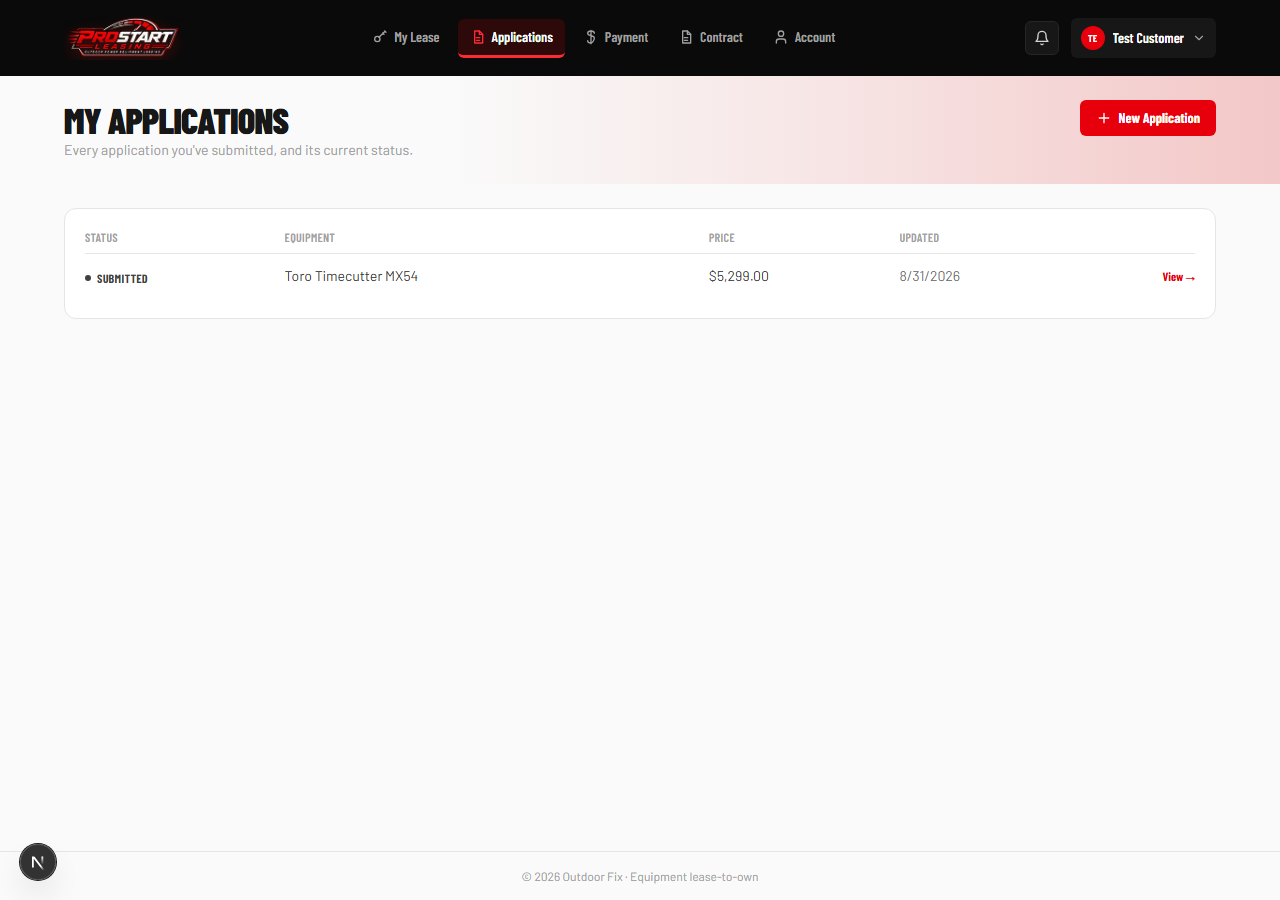 PROSTART
LEASING
My Lease
Applications
Payment
Contract
Account
TE
Test Customer
MY APPLICATIONS
Every application you've submitted, and its current status.
New Application
STATUS EQUIPMENT PRICE UPDATED
SUBMITTED Toro Timecutter MX54 $5,299.00 8/31/2026 View →
N
© 2026 Outdoor Fix · Equipment lease-to-own